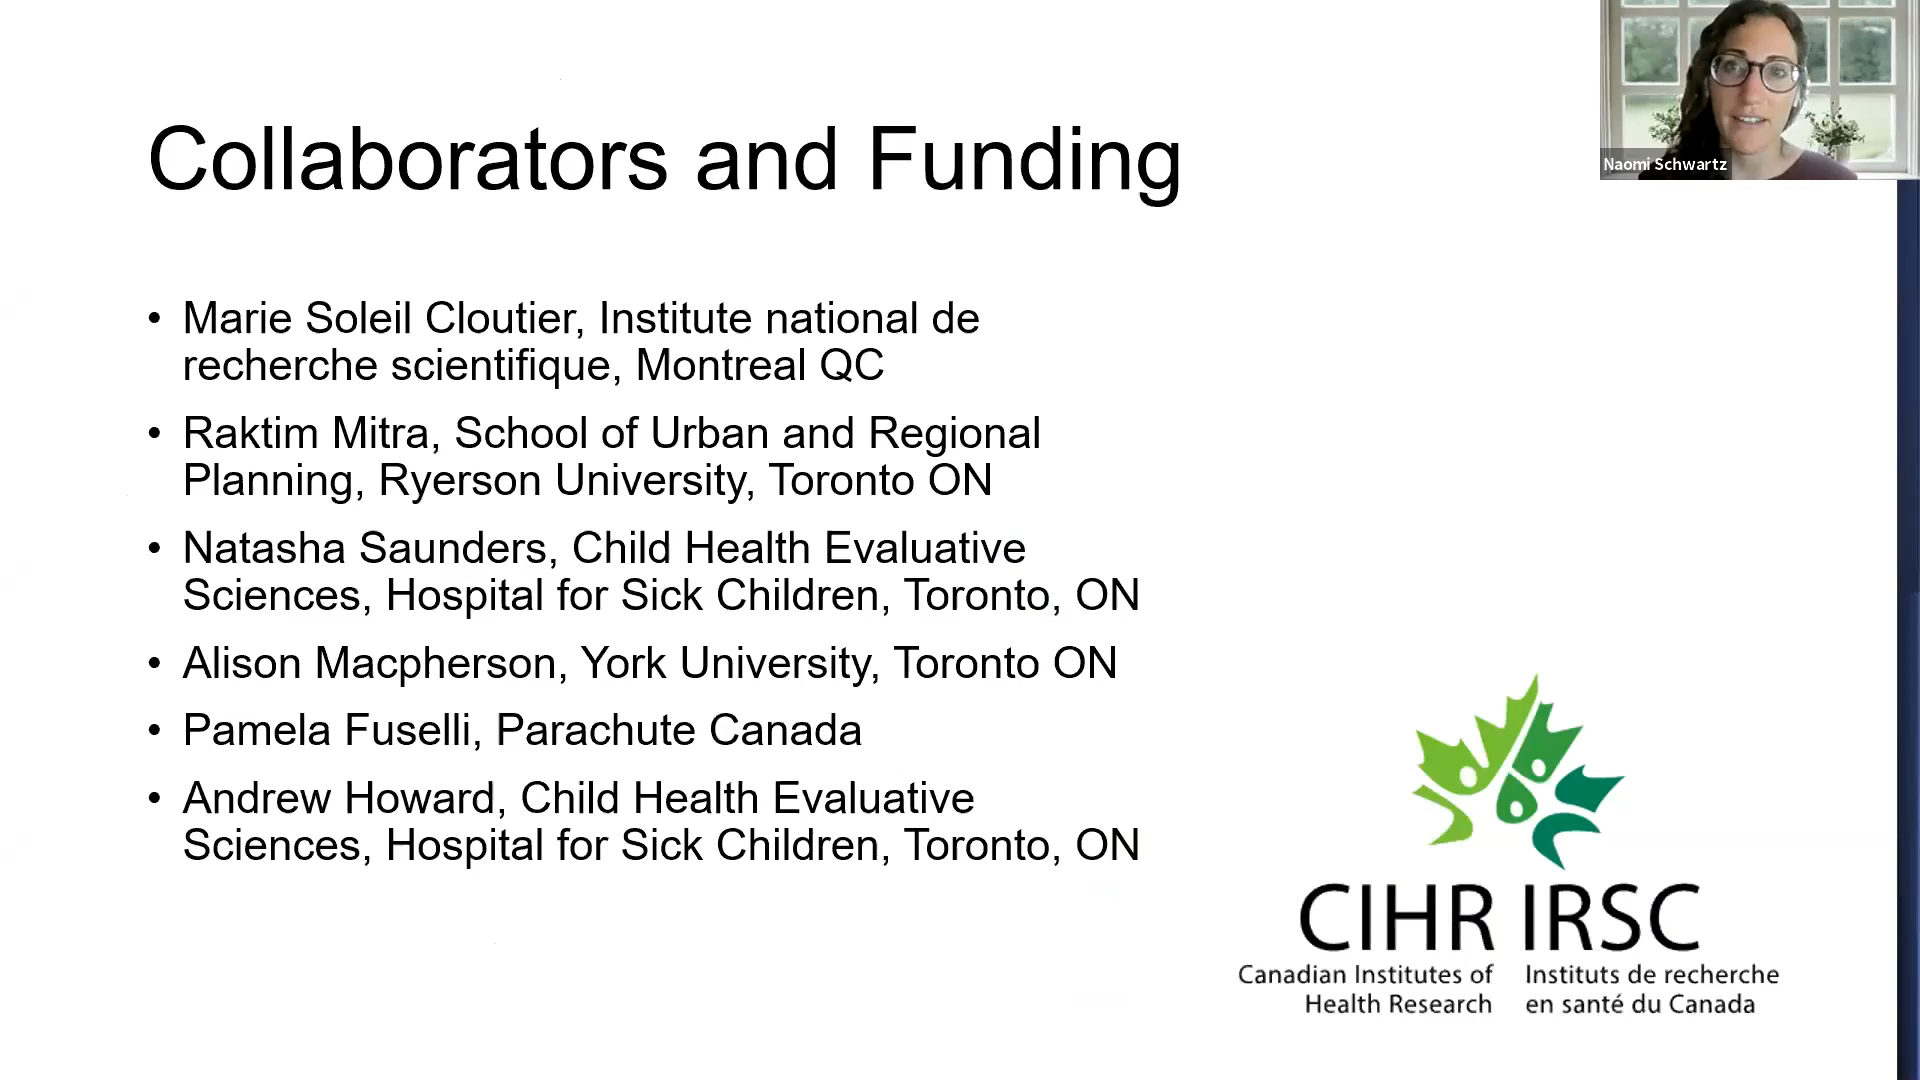 Collaborators and Funding
Naomi Schwartz
• Marie Soleil Cloutier, Institute national de
recherche scientifique, Montreal QC
• Raktim Mitra, School of Urban and Regional
Planning, Ryerson University, Toronto ON
• Natasha Saunders, Child Health Evaluative
Sciences, Hospital for Sick Children, Toronto, ON
• Alison Macpherson, York University, Toronto ON
• Pamela Fuselli, Parachute Canada
• Andrew Howard, Child Health Evaluative
Sciences, Hospital for Sick Children, Toronto, ON
CIHR IRSC
Canadian Institutes of
Health Research
Instituts de recherche
en santé du Canada